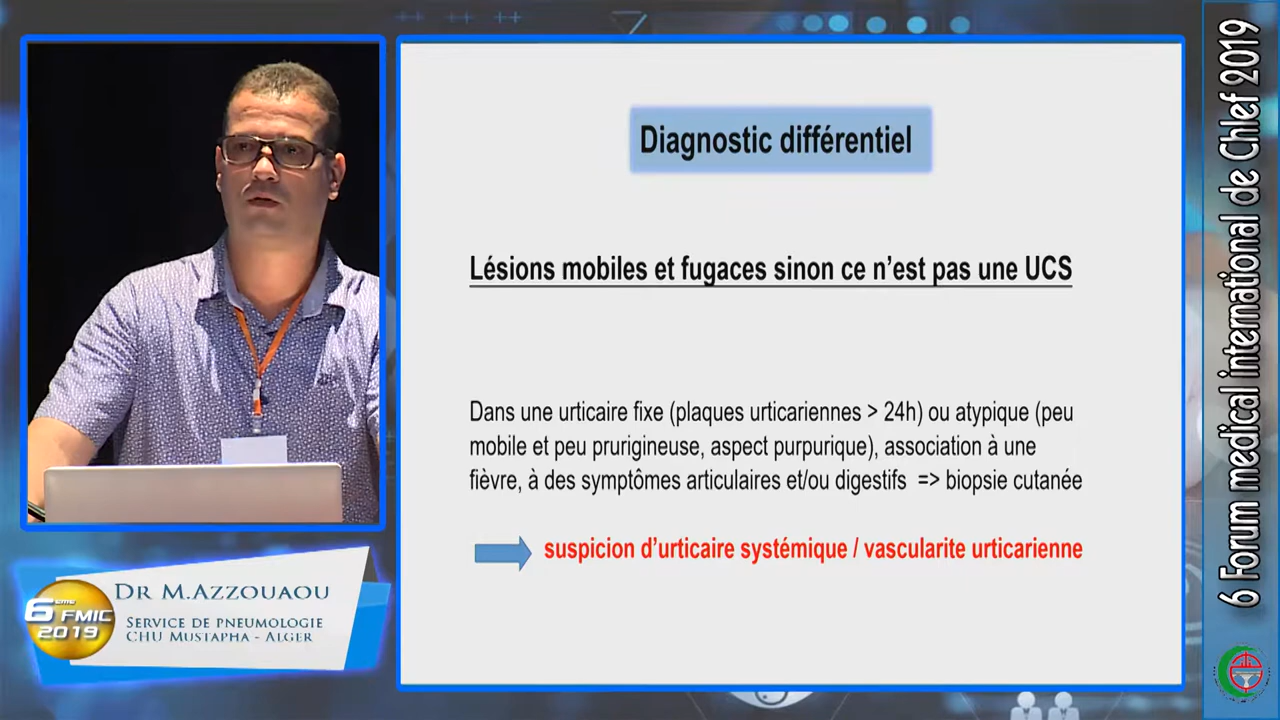 Diagnostic différentiel
Lésions mobiles et fugaces sinon ce n'est pas une UCS
Dans une urticaire fixe (plaques urticariennes > 24h) ou atypique (peu
mobile et peu prurigineuse, aspect purpurique), association à une
fièvre, à des symptômes articulaires et/ou digestifs => biopsie cutanée
suspicion d'urticaire systémique / vascularite urticarienne
6ème FMIC
2019
Dr M.Azzouaou
Service de pneumologie
CHU Mustapha - Alger
6 Forum medical international de Chlef 2019